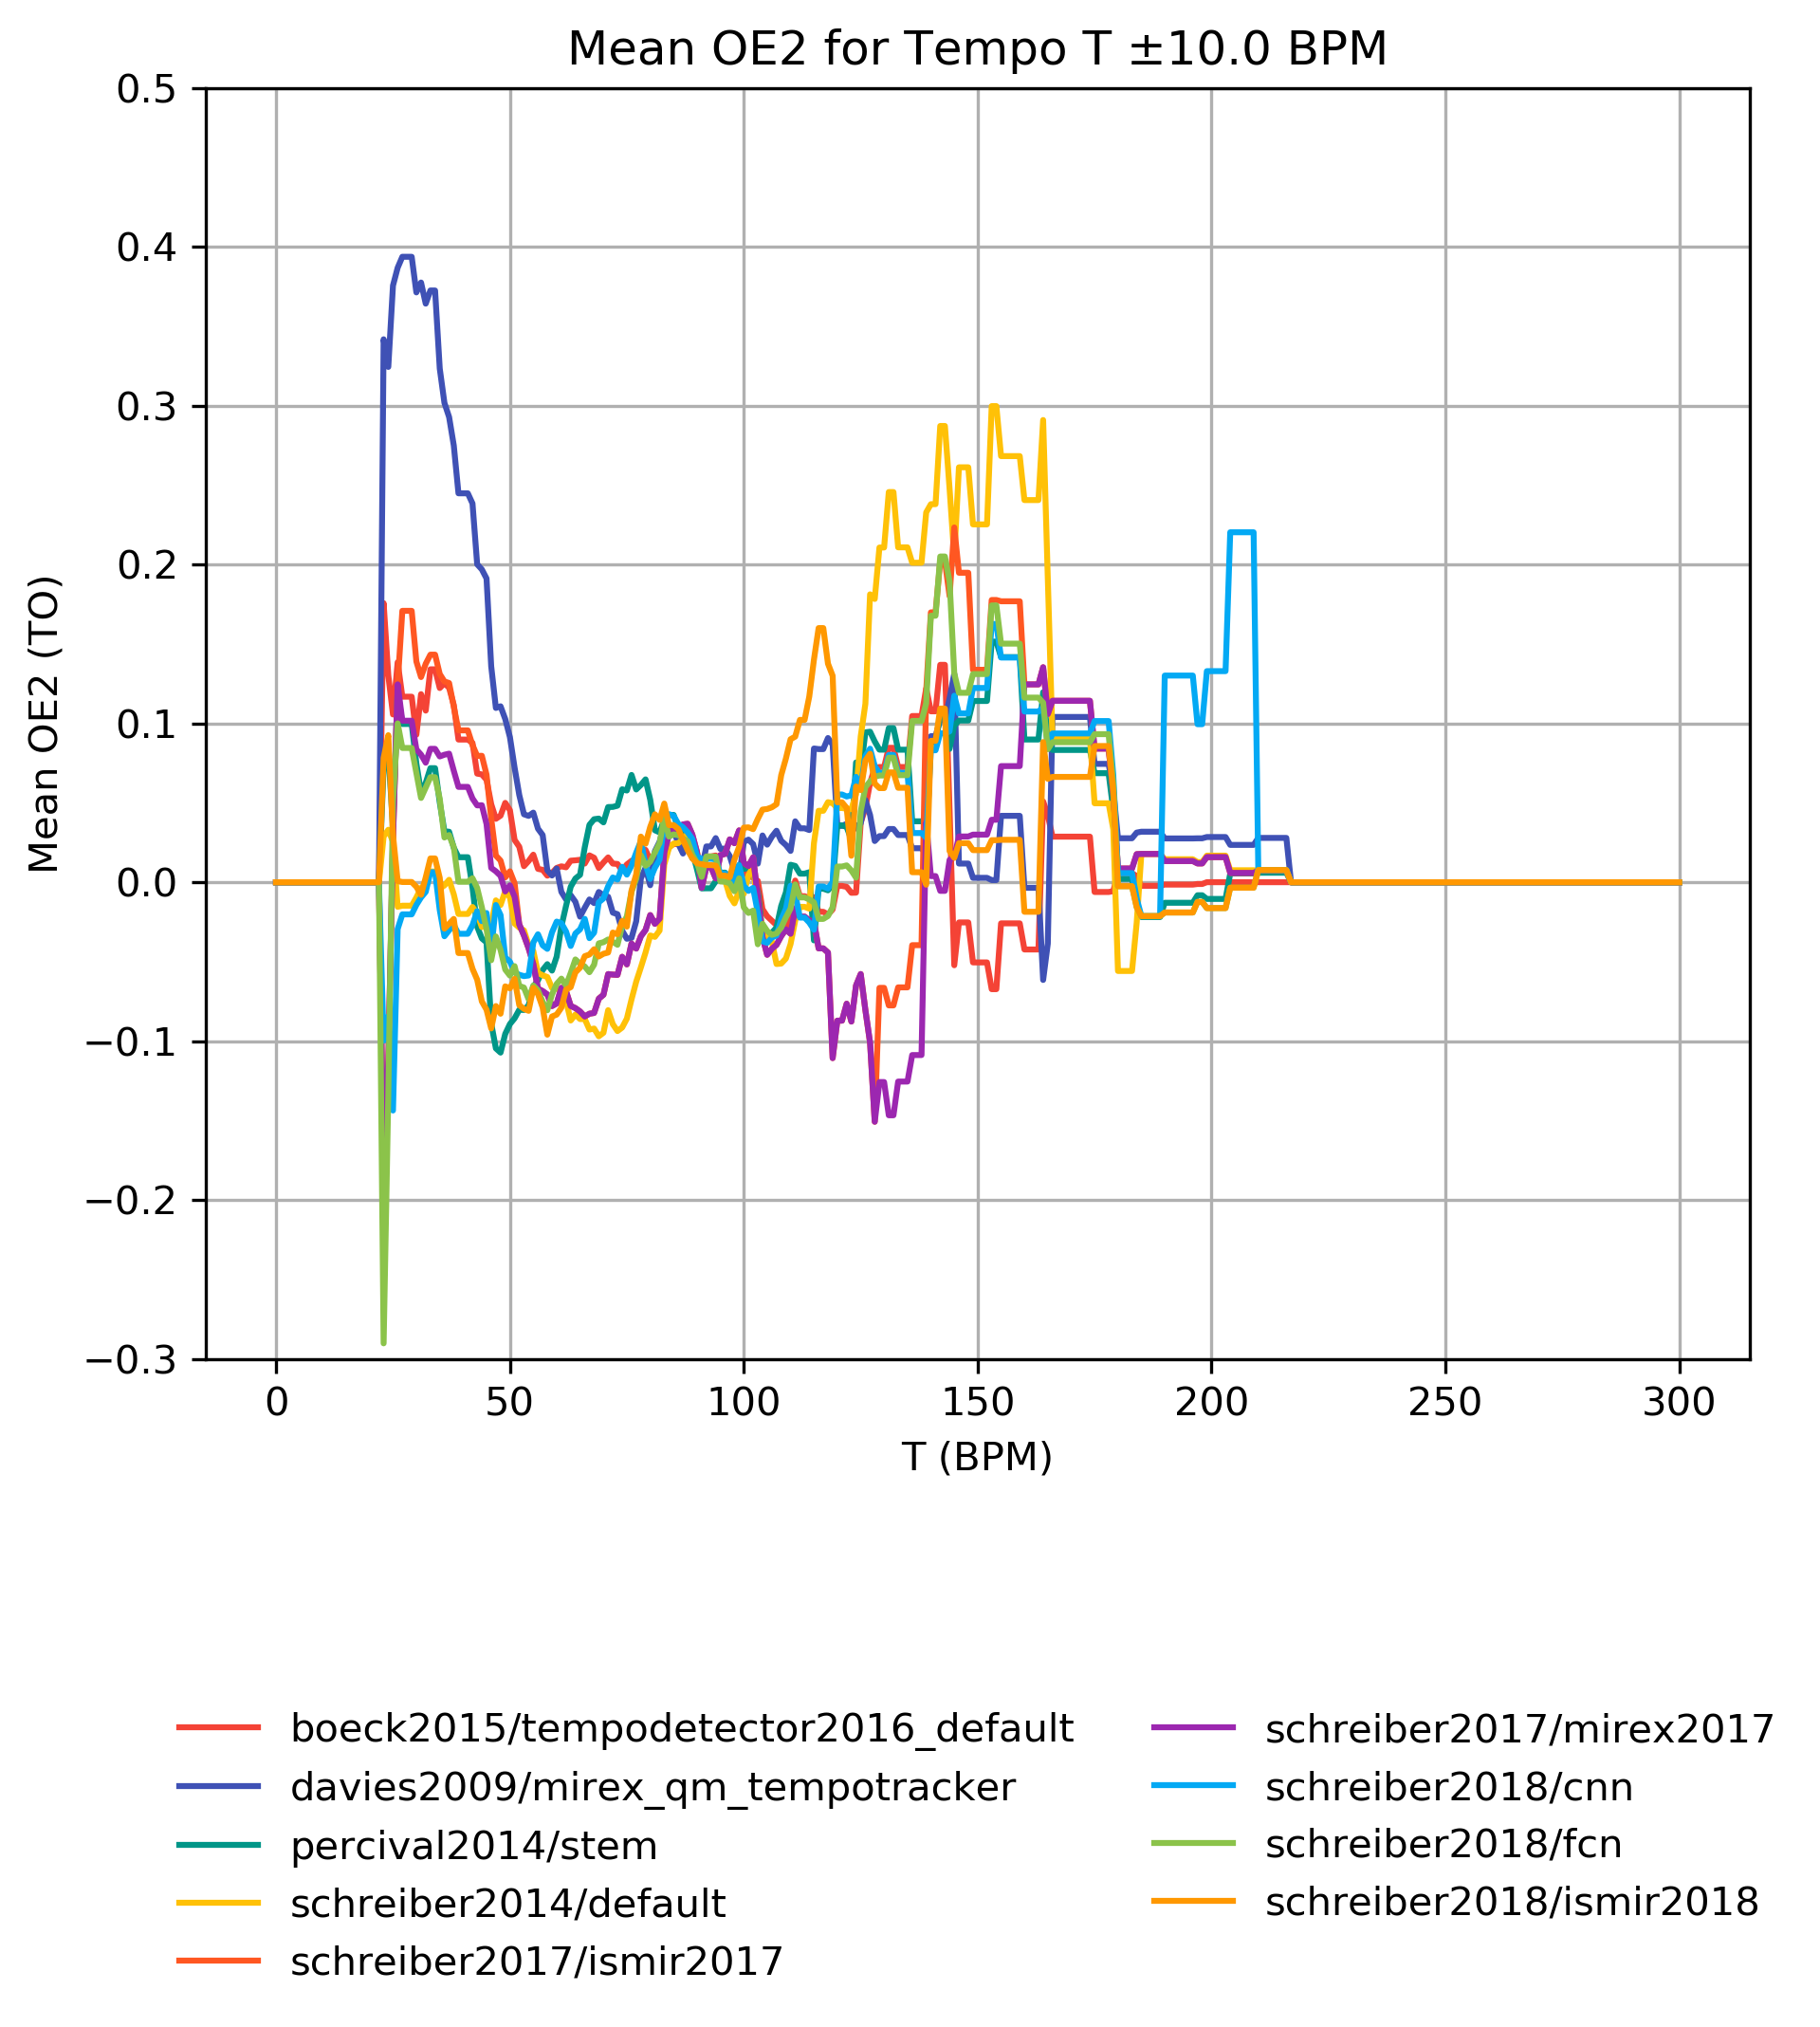 Mean OE2 for Tempo T ±10.0 BPM
0.5
0.4
0.3
0.2
0.1
0.0
−0.1
−0.2
−0.3
Mean OE2 (TO)
0 50 100 150 200 250 300
T (BPM)
boeck2015/tempodetector2016_default
davies2009/mirex_qm_tempotracker
percival2014/stem
schreiber2014/default
schreiber2017/ismir2017
schreiber2017/mirex2017
schreiber2018/cnn
schreiber2018/fcn
schreiber2018/ismir2018